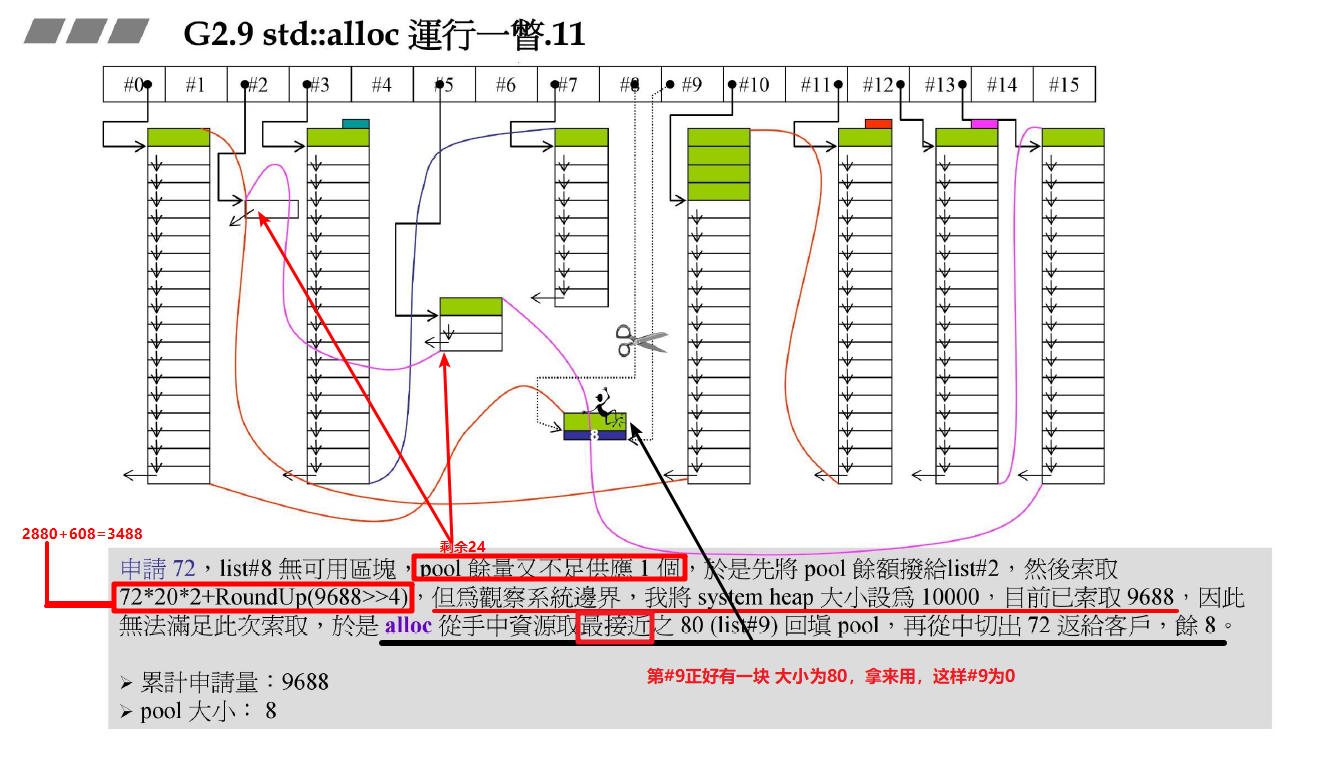 G2.9 std::alloc 運行一瞥.11
#0 #1 #2 #3 #4 #5 #6 #7 #8 #9 #10 #11 #12 #13 #14 #15
8
剩余24
2880+608=3488
申請 72，list#8 無可用區塊，pool 餘量又不足供應 1 個，於是先將 pool 餘額撥給list#2，然後索取
72*20*2+RoundUp(9688>>4)，但為觀察系統邊界，我將 system heap 大小設為 10000，目前已索取 9688，因此
無法滿足此次索取，於是 alloc 從手中資源取最接近之 80 (list#9) 回填 pool，再從中切出 72 返給客戶，餘 8。
第#9正好有一块 大小为80，拿来用，这样#9为0
➢ 累計申請量：9688
➢ pool 大小： 8